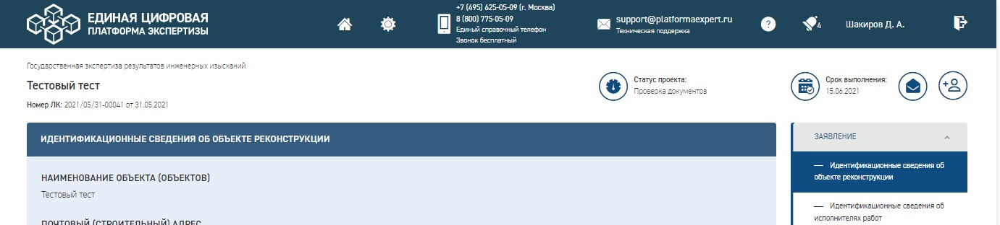 ЕДИНАЯ ЦИФРОВАЯ
ПЛАТФОРМА ЭКСПЕРТИЗЫ
+7 (495) 625-05-09 (г. Москва)
8 (800) 775-05-09
Единый справочный телефон
Звонок бесплатный
support@platformaexpert.ru
Техническая поддержка
?
4
Шакиров Д. А.
Государственная экспертиза результатов инженерных изысканий
Тестовый тест
Номер ЛК: 2021/05/31-00041 от 31.05.2021
Статус проекта:
Проверка документов
Срок выполнения:
15.06.2021
ИДЕНТИФИКАЦИОННЫЕ СВЕДЕНИЯ ОБ ОБЪЕКТЕ РЕКОНСТРУКЦИИ
НАИМЕНОВАНИЕ ОБЪЕКТА (ОБЪЕКТОВ)
Тестовый тест
ПОЧТОВЫЙ (СТРОИТЕЛЬНЫЙ) АДРЕС
ЗАЯВЛЕНИЕ
— Идентификационные сведения об
объекте реконструкции
— Идентификационные сведения об
исполнителях работ